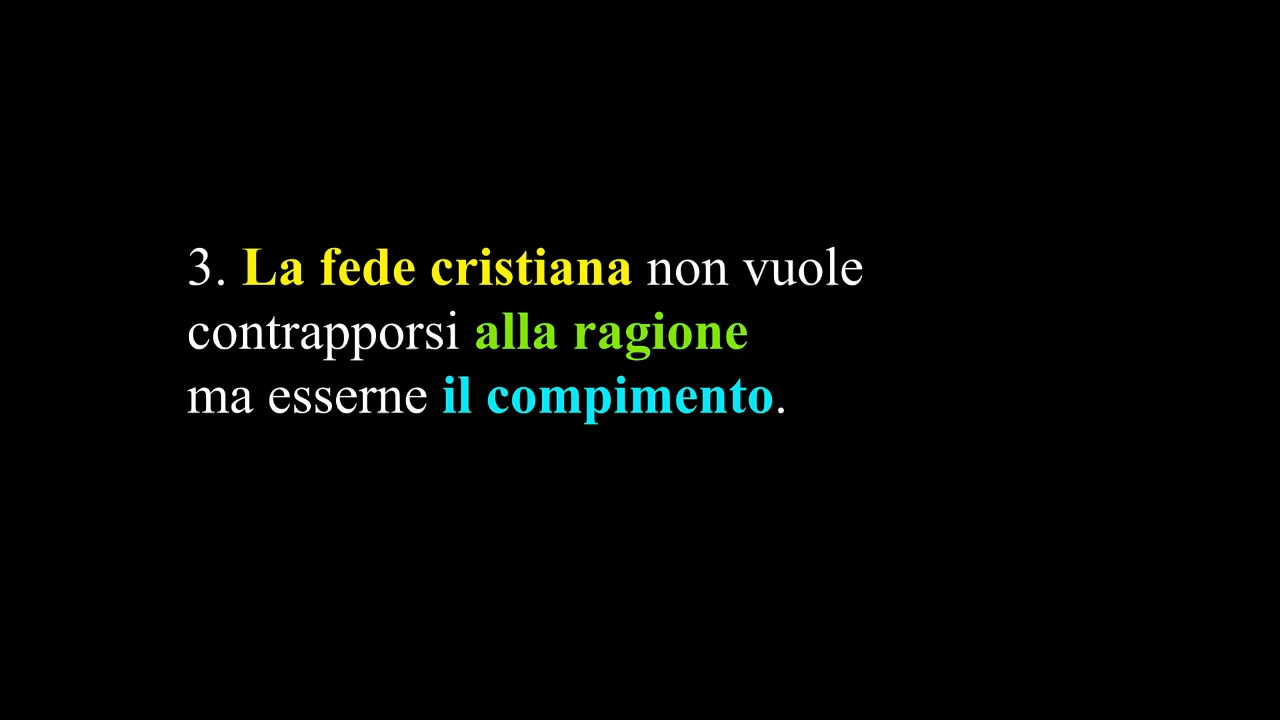 3. La fede cristiana non vuole
contrapporsi alla ragione
ma esserne il compimento.